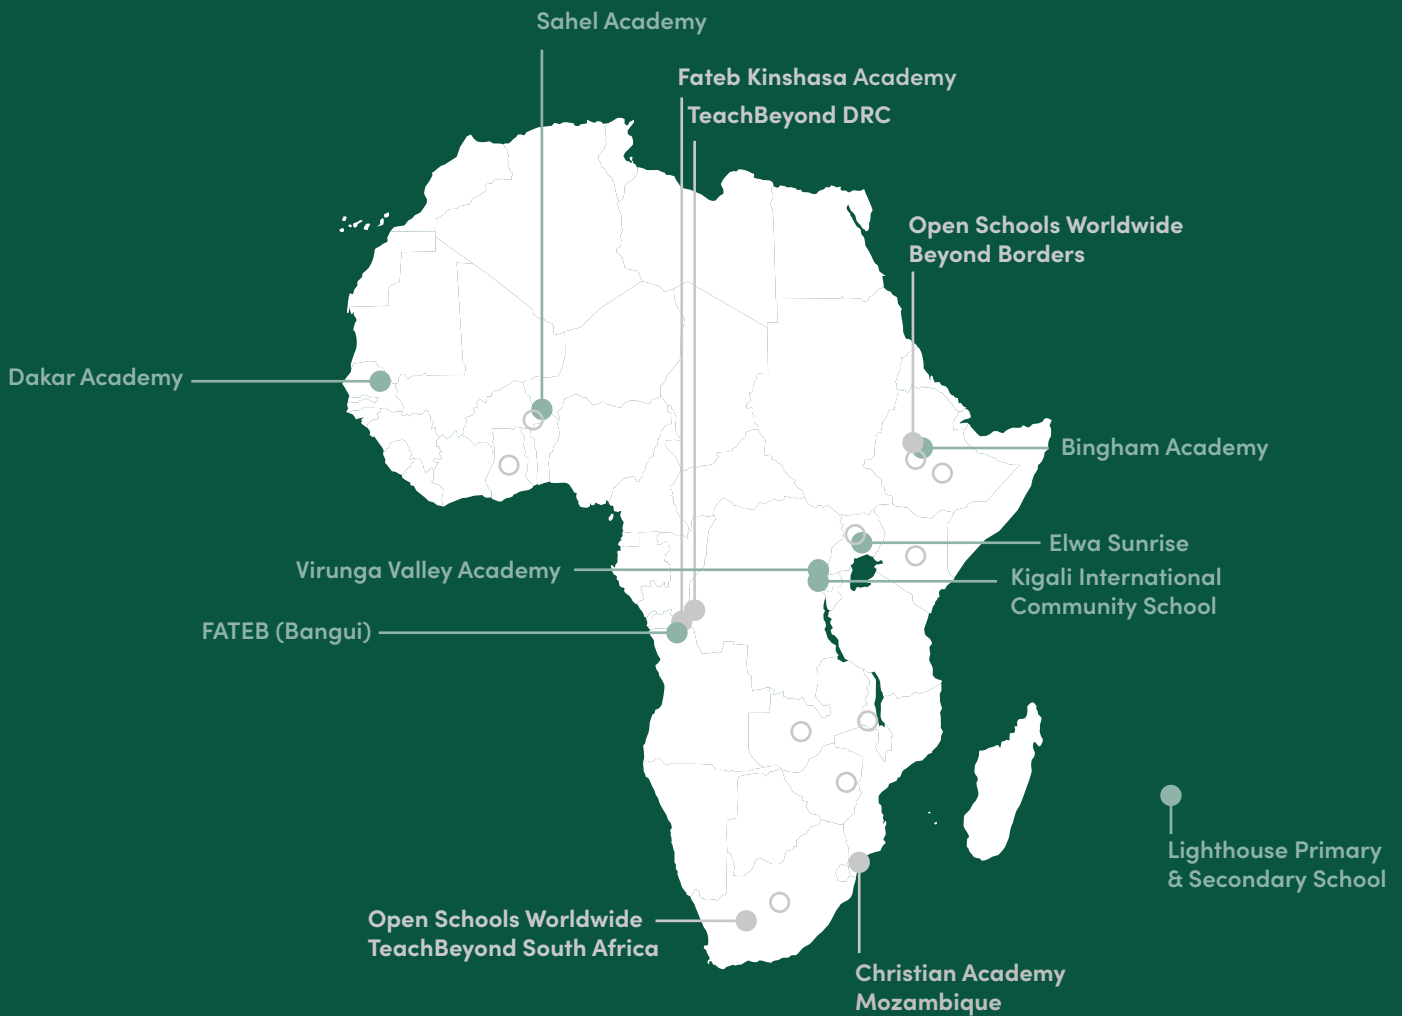 Sahel Academy
Fateb Kinshasa Academy
TeachBeyond DRC
Open Schools Worldwide
Beyond Borders
Dakar Academy
Bingham Academy
Elwa Sunrise
Virunga Valley Academy
Kigali International
Community School
FATEB (Bangui)
Lighthouse Primary
& Secondary School
Open Schools Worldwide
TeachBeyond South Africa
Christian Academy
Mozambique